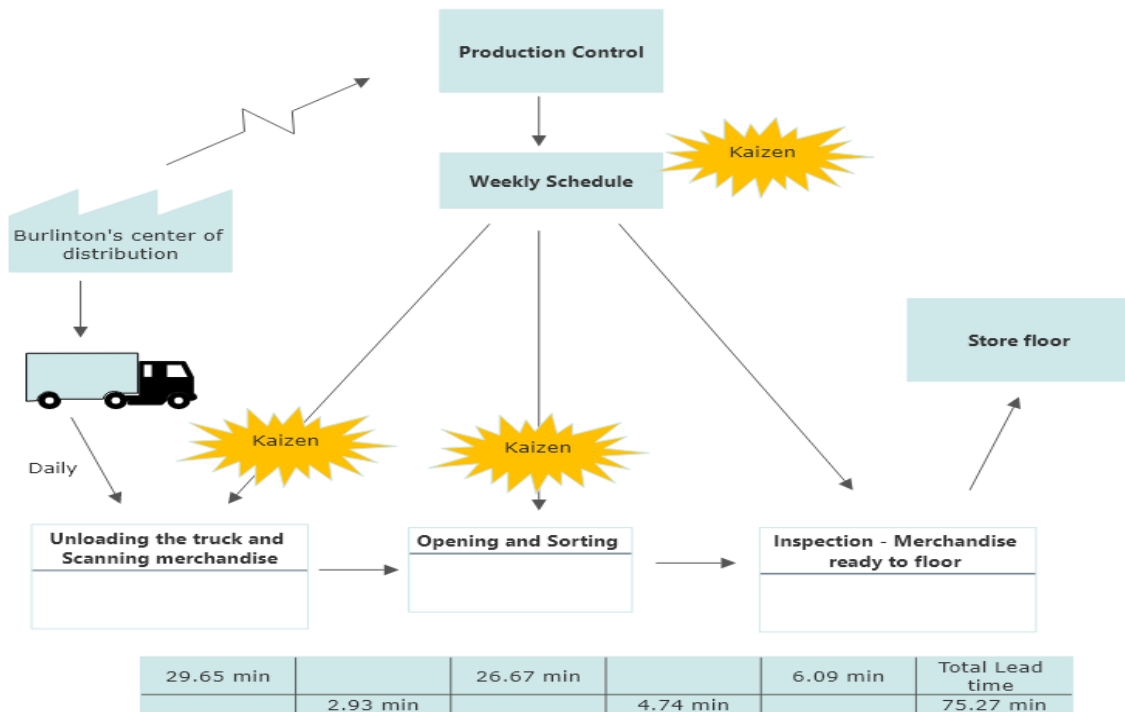 Production Control
Kaizen
Weekly Schedule
Burlinton's center of
distribution
Store floor
Kaizen
Kaizen
Daily
Unloading the truck and
Scanning merchandise
Opening and Sorting
Inspection - Merchandise
ready to floor
29.65 min
26.67 min
6.09 min
Total Lead
time
2.93 min
4.74 min
75.27 min